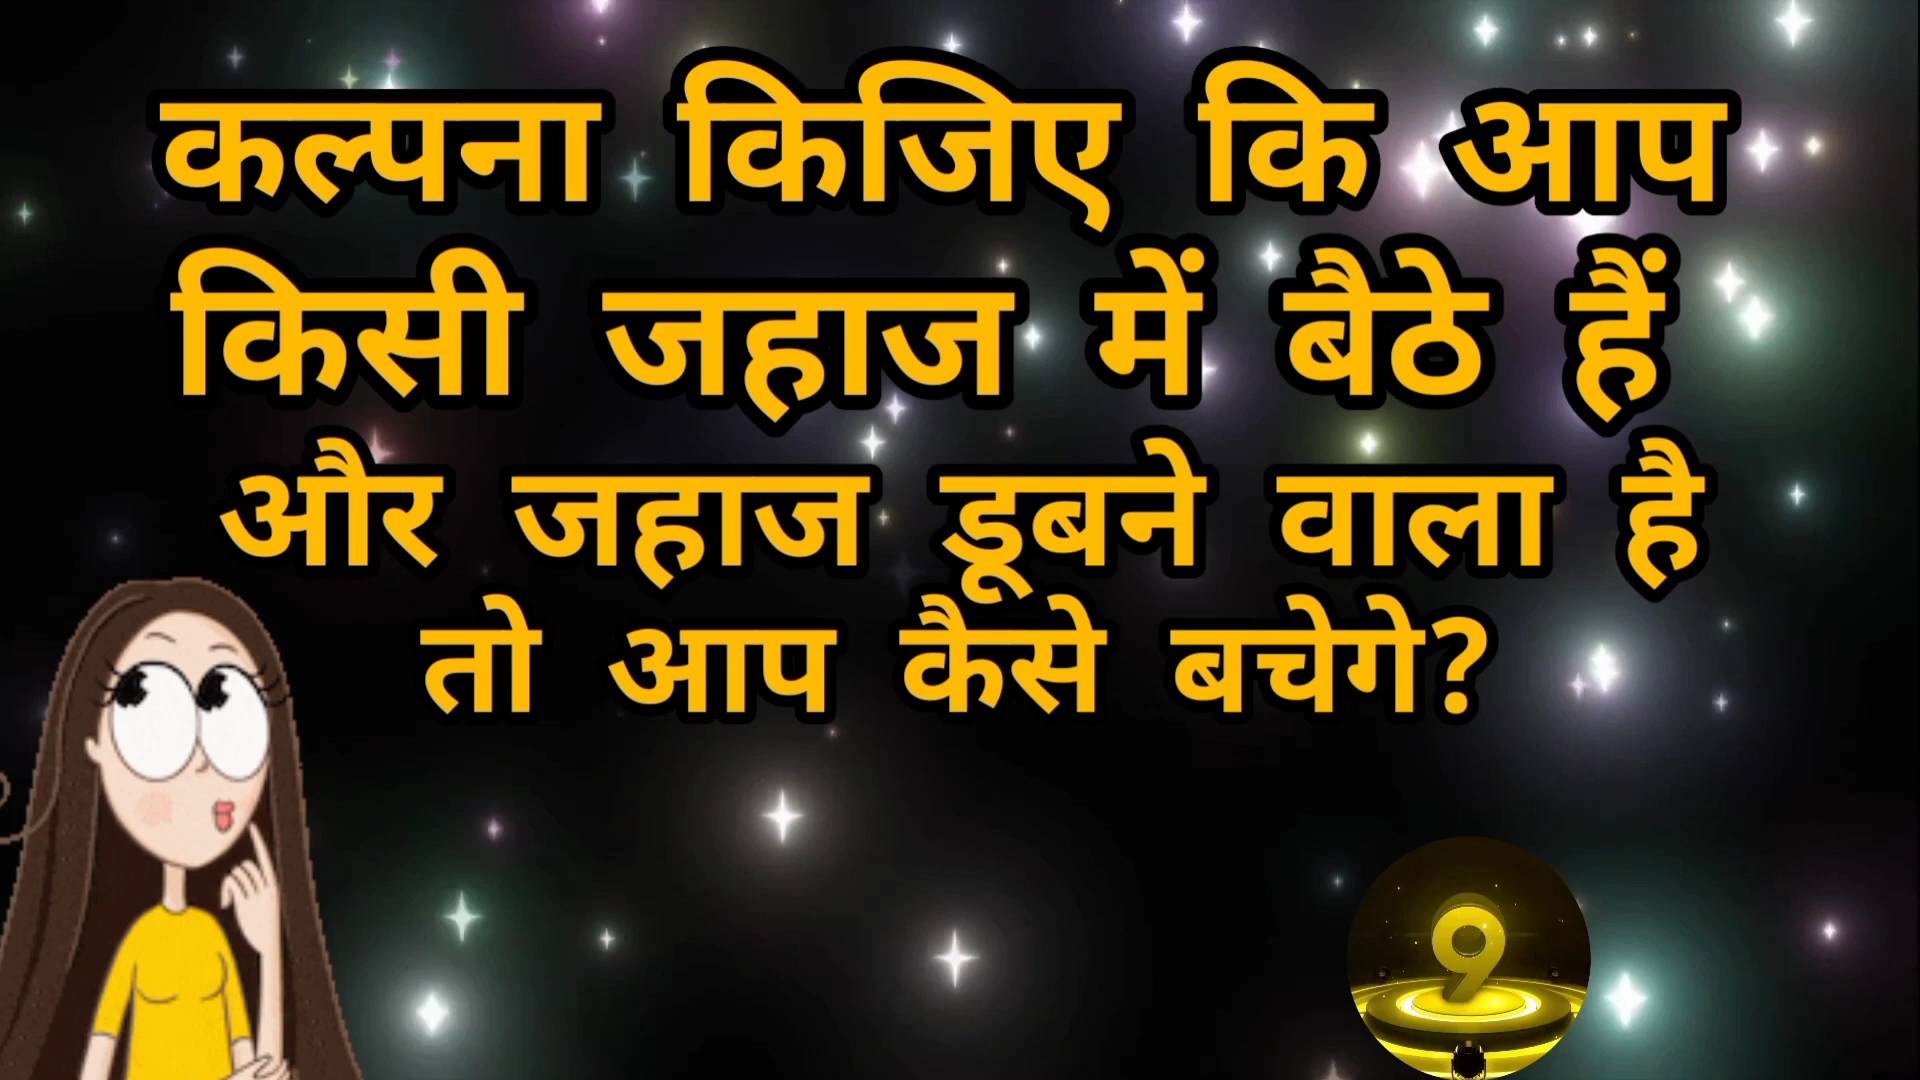 कल्पना किजिए कि आप
किसी जहाज में बैठे हैं
और जहाज डूबने वाला है
तो आप कैसे बचेगे?
9